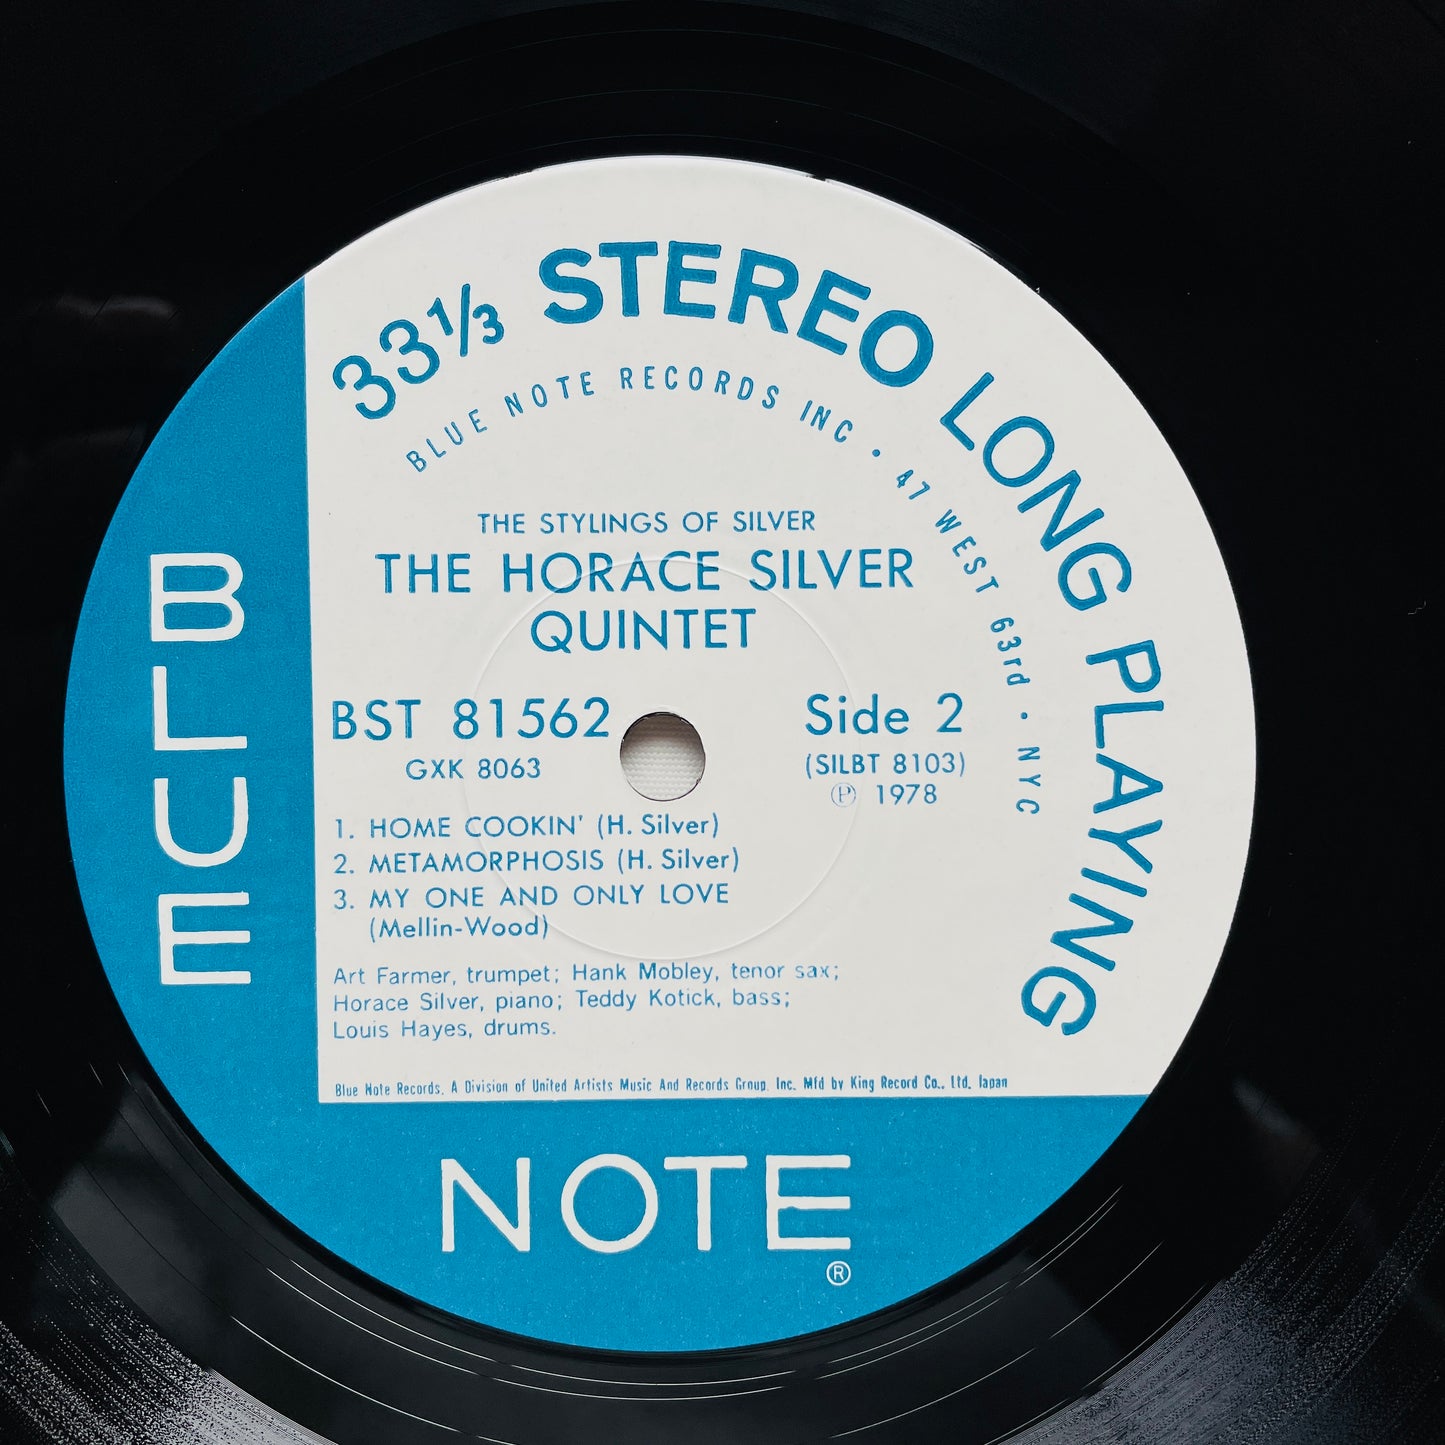 33 1/3 STEREO LONG PLAYING
BLUE NOTE RECORDS INC · 47 WEST 63rd · NYC
THE STYLINGS OF SILVER
THE HORACE SILVER
QUINTET
BST 81562
Side 2
GXK 8063
(SILBT 8103)
℗ 1978
1. HOME COOKIN' (H. Silver)
2. METAMORPHOSIS (H. Silver)
3. MY ONE AND ONLY LOVE
(Mellin-Wood)
Art Farmer, trumpet; Hank Mobley, tenor sax;
Horace Silver, piano; Teddy Kotick, bass;
Louis Hayes, drums.
Blue Note Records. A Division of United Artists Music And Records Group, Inc. Mfd by King Record Co., Ltd. Japan
BLUE
NOTE
®